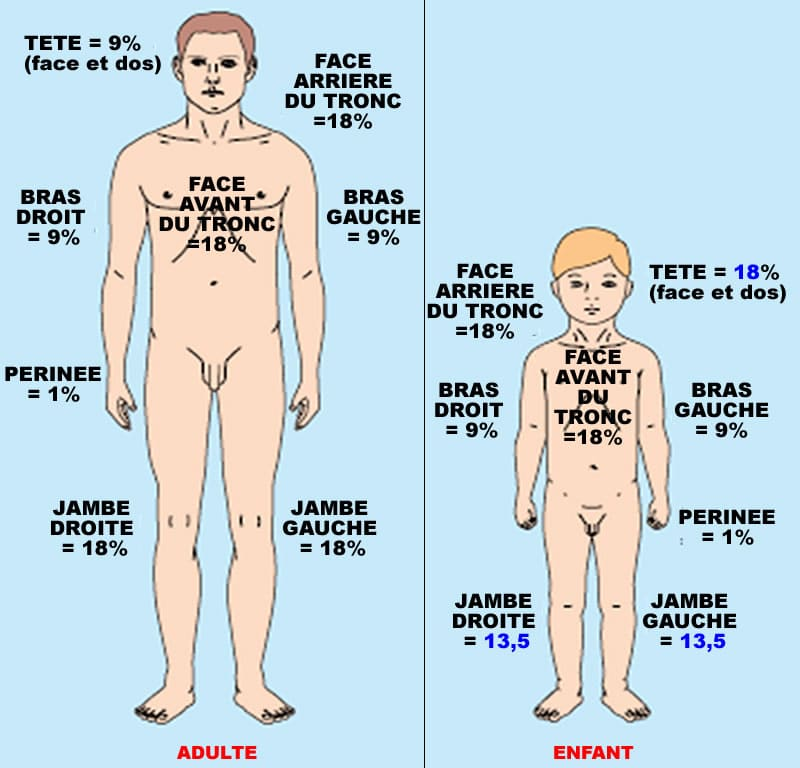 TETE = 9%
(face et dos)
FACE
ARRIERE
DU TRONC
=18%
BRAS
DROIT
= 9%
FACE
AVANT
DU TRONC
=18%
BRAS
GAUCHE
= 9%
PERINEE
= 1%
JAMBE
DROITE
= 18%
JAMBE
GAUCHE
= 18%
ADULTE
FACE
ARRIERE
DU TRONC
=18%
TETE = 18%
(face et dos)
FACE
AVANT
DU
TRONC
=18%
BRAS
DROIT
= 9%
BRAS
GAUCHE
= 9%
PERINEE
: = 1%
JAMBE
DROITE
= 13,5
JAMBE
GAUCHE
= 13,5
ENFANT